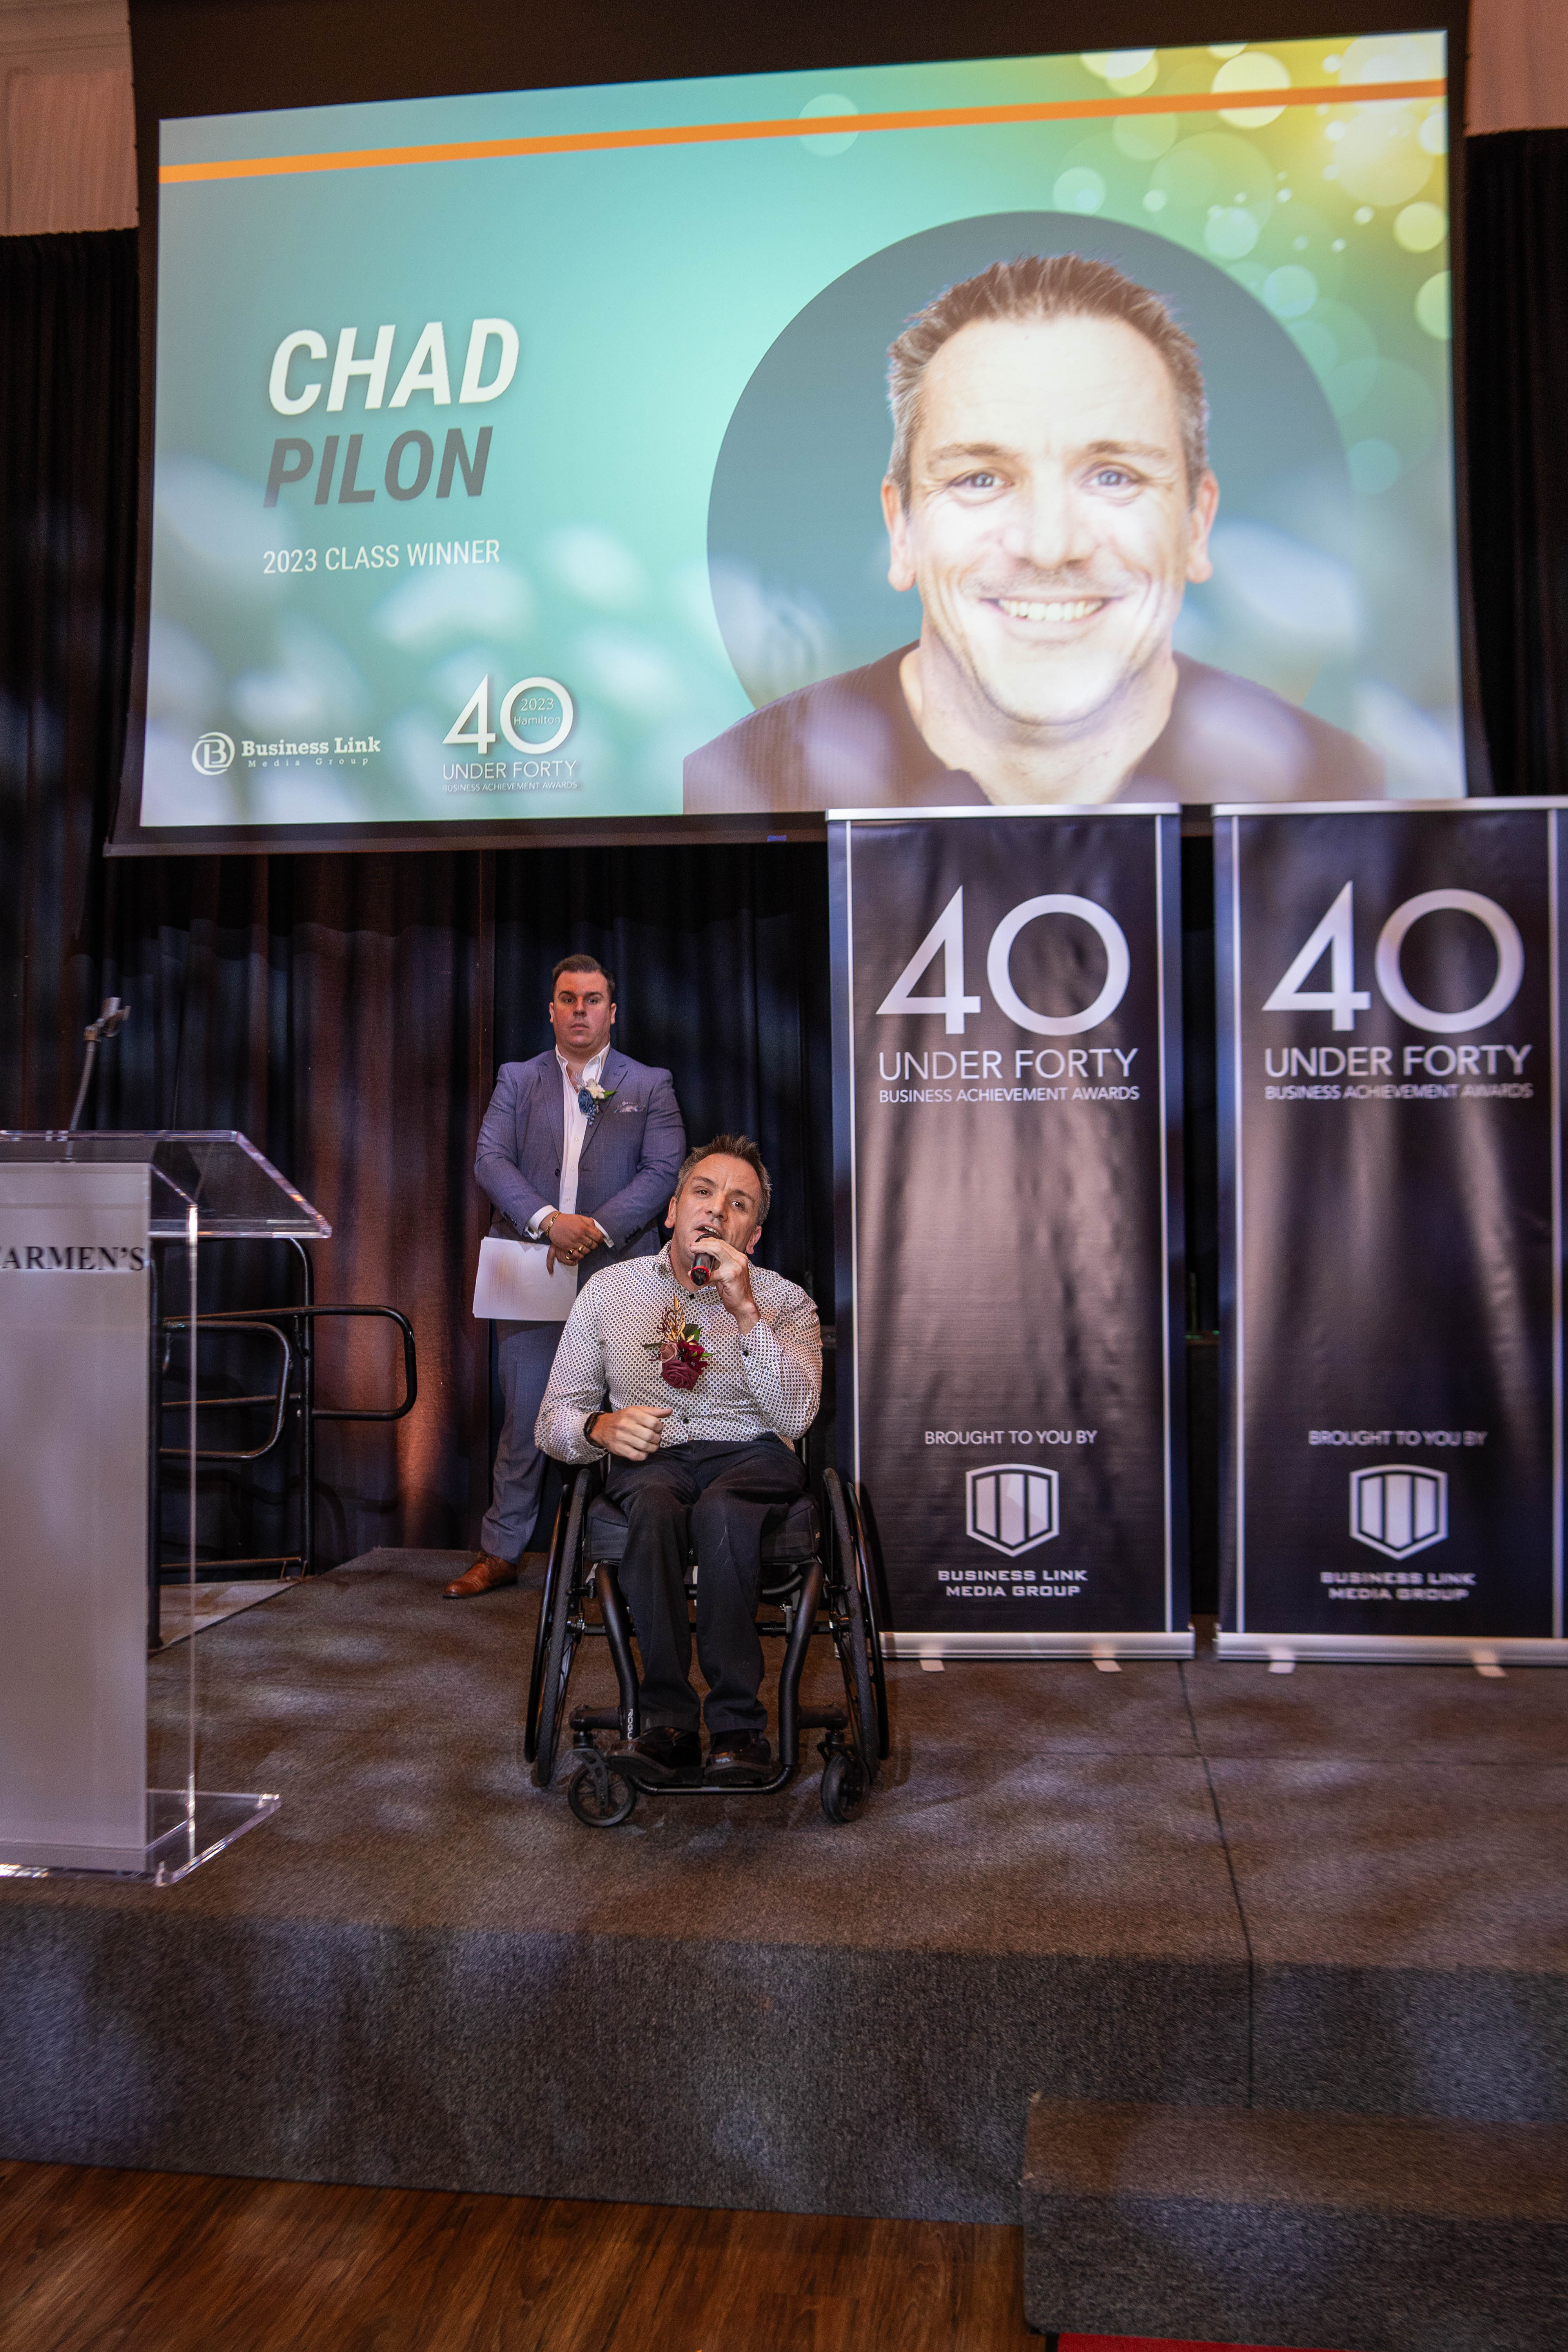 CHAD
PILON
2023 CLASS WINNER
B Business Link
Media Group
40
2023
Hamilton
UNDER FORTY
BUSINESS ACHIEVEMENT AWARDS
ARMEN'S
40
UNDER FORTY
BUSINESS ACHIEVEMENT AWARDS
BROUGHT TO YOU BY
BUSINESS LINK
MEDIA GROUP
40
UNDER FORTY
BUSINESS ACHIEVEMENT AWARDS
BROUGHT TO YOU BY
BUSINESS LINK
MEDIA GROUP